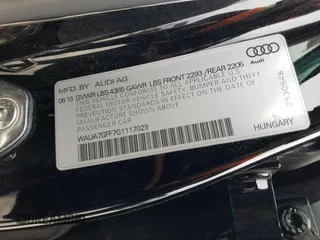 MFD. BY AUDI AG
06 16 GVWR LBS 4365 GAWR LBS FRONT 2293 / REAR 2205
THIS VEHICLE CONFORMS TO ALL APPLICABLE U.S.
FEDERAL MOTOR VEHICLE SAFETY, BUMPER, AND THEFT
PREVENTION STANDARDS IN EFFECT ON THE DATE OF
MANUFACTURE SHOWN ABOVE.
WAUA7GFF7G1117029
HUNGARY
Audi